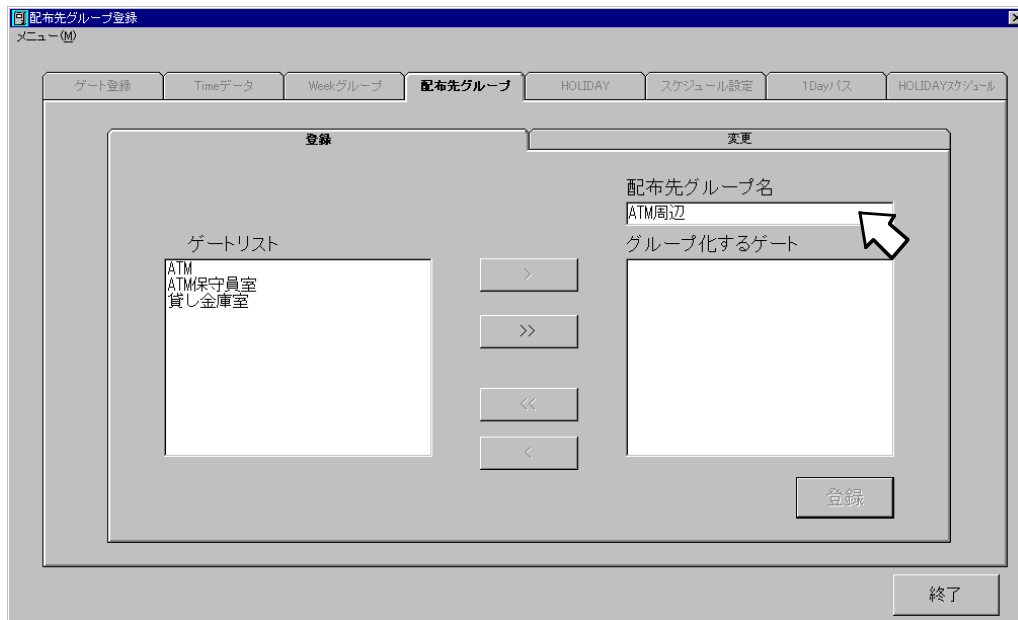 配布先グループ登録
メニュー(M)
ゲート登録 Timeデータ Weekグループ 配布先グループ HOLIDAY スケジュール設定 1Dayパス HOLIDAYスケジュール
登録 変更
配布先グループ名
ATM周辺
ゲートリスト グループ化するゲート
ATM
ATM保守員室
貸し金庫室
>
>>
<<
<
登録
終了